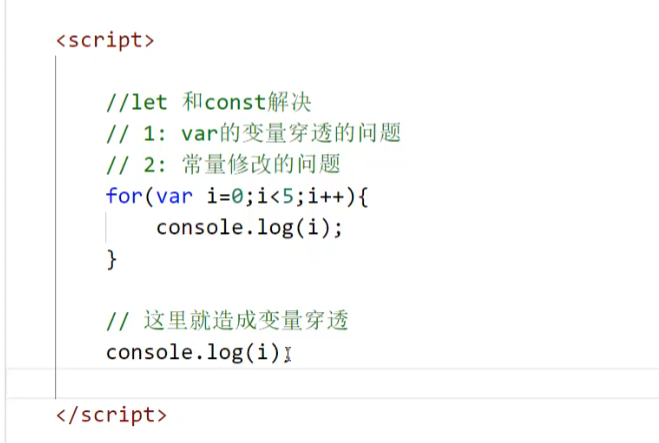 <script>
//let 和const解决
// 1: var的变量穿透的问题
// 2: 常量修改的问题
for(var i=0;i<5;i++){
console.log(i);
}
// 这里就造成变量穿透
console.log(i);
</script>